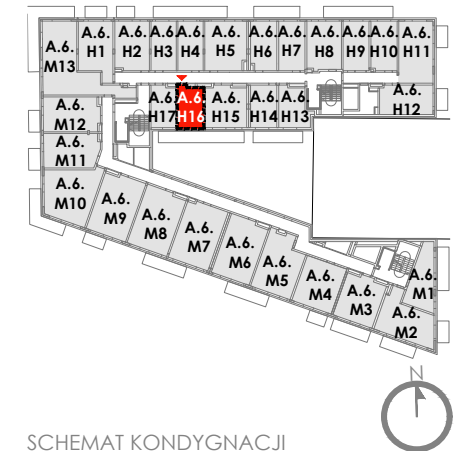 A.6. H1
A.6. H2
A.6. H3
A.6. H4
A.6. H5
A.6. H6
A.6. H7
A.6. H8
A.6. H9
A.6. H10
A.6. H11
A.6. M13
A.6. H17
A.6. H16
A.6. H15
A.6. H14
A.6. H13
A.6. H12
A.6. M12
A.6. M11
A.6. M10
A.6. M9
A.6. M8
A.6. M7
A.6. M6
A.6. M5
A.6. M4
A.6. M3
A.6. M1
A.6. M2
N
SCHEMAT KONDYGNACJI